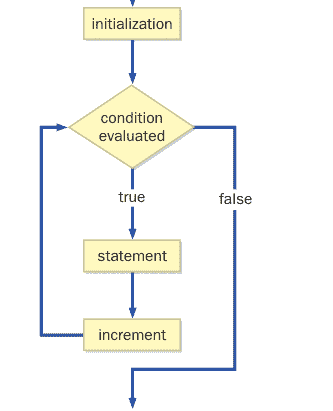 initialization
condition
evaluated
true
false
statement
increment